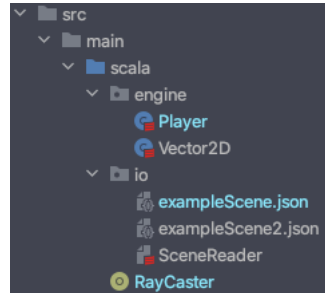 src
main
scala
engine
Player
Vector2D
io
exampleScene.json
exampleScene2.json
SceneReader
RayCaster